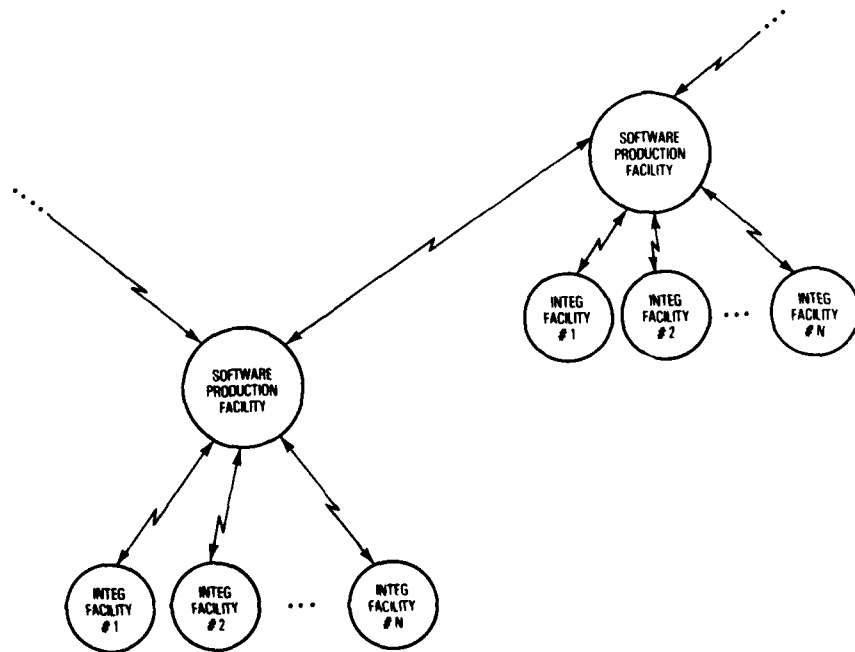 SOFTWARE
PRODUCTION
FACILITY
INTEG
FACILITY
#1
INTEG
FACILITY
#2
...
INTEG
FACILITY
#N
SOFTWARE
PRODUCTION
FACILITY
INTEG
FACILITY
#1
INTEG
FACILITY
#2
...
INTEG
FACILITY
#N